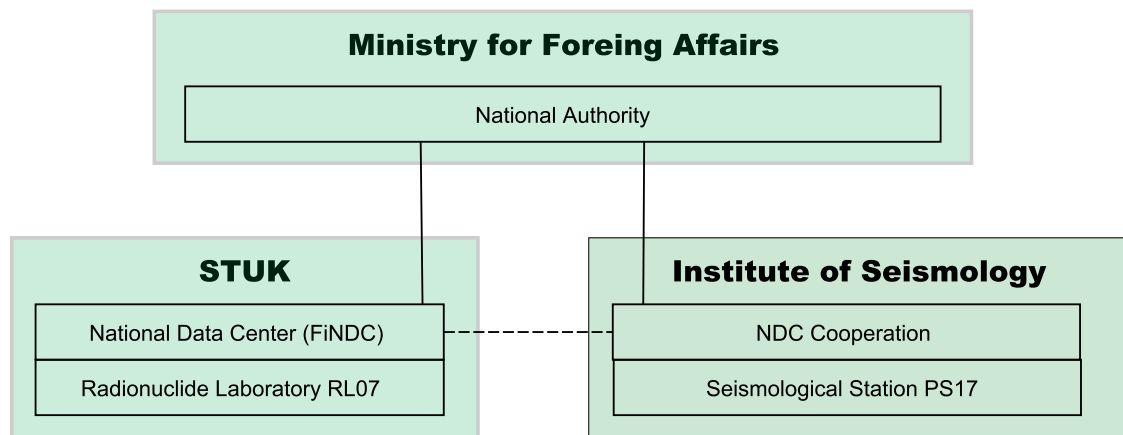 Ministry for Foreing Affairs
National Authority
STUK
National Data Center (FiNDC)
Radionuclide Laboratory RL07
Institute of Seismology
NDC Cooperation
Seismological Station PS17